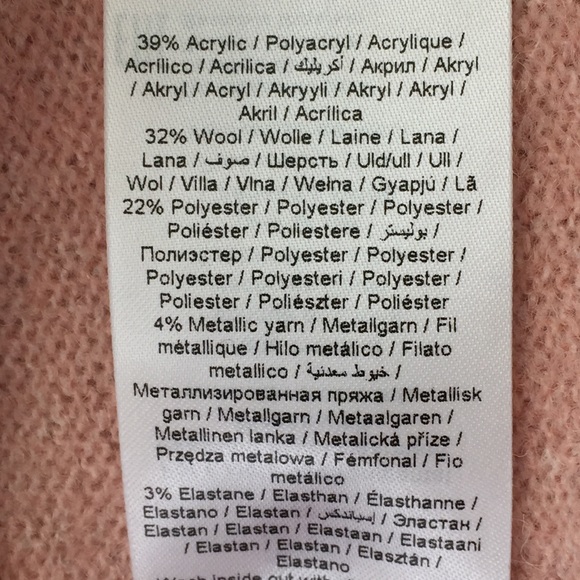 39% Acrylic / Polyacryl / Acrylique /
Acrílico / Acrilica / أكريليك / Акрил / Akryl
/ Akryl / Acryl / Akryyli / Akryl / Akryl /
Akril / Acrílica
32% Wool / Wolle / Laine / Lana /
Lana / صوف / Шерсть / Uld/ull / Ull /
Wol / Villa / Vlna / Wełna / Gyapjú / Lã
22% Polyester / Polyester / Polyester /
Poliéster / Poliestere / بوليستر /
Полиэстер / Polyester / Polyester /
Polyester / Polyesteri / Polyester /
Poliester / Poliészter / Poliéster
4% Metallic yarn / Metallgarn / Fil
métallique / Hilo metálico / Filato
metallico / خيوط معدنية /
Металлизированная пряжа / Metallisk
garn / Metallgarn / Metaalgaren /
Metallinen lanka / Metalická příze /
Przędza metalowa / Fémfonal / Fio
metálico
3% Elastane / Elasthan / Élasthanne /
Elastano / Elastan / إسباندكس / Эластан /
Elastan / Elastan / Elastaan / Elastaani
/ Elastan / Elastan / Elasztán /
Elastano
Wash inside out with